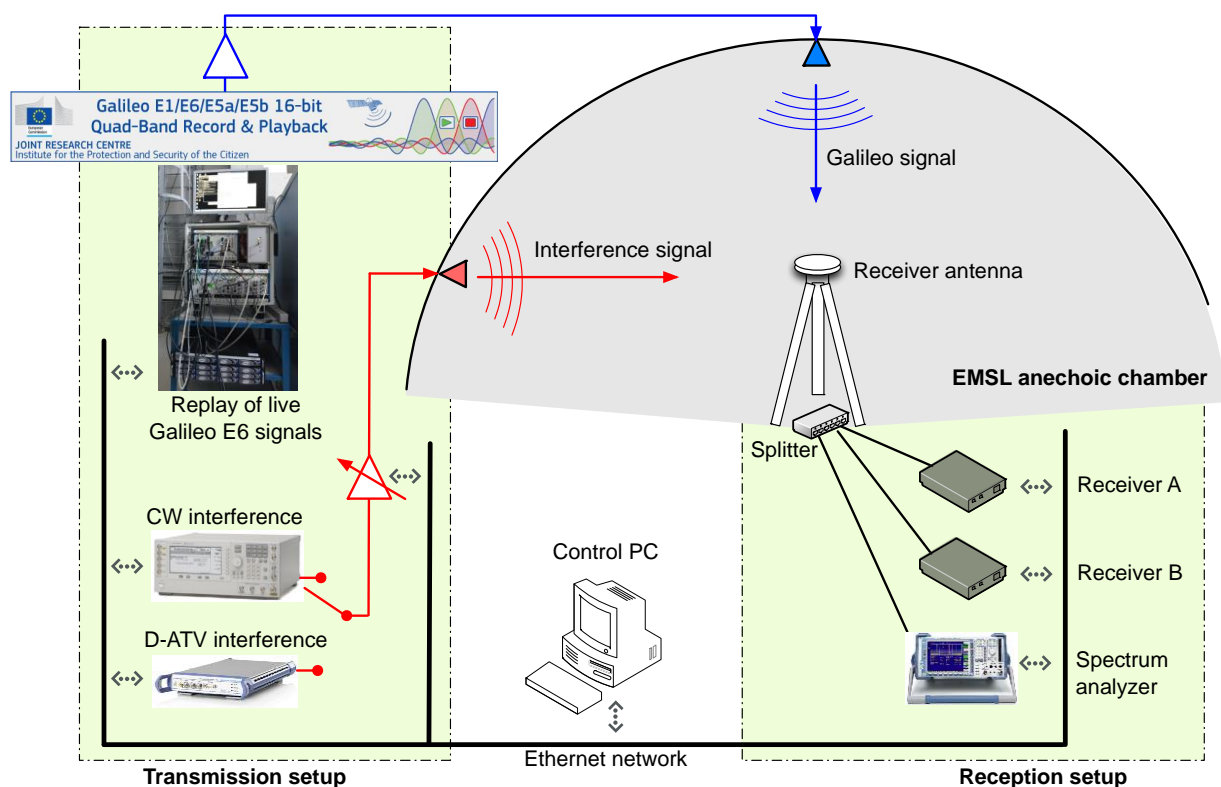 Galileo E1/E6/E5a/E5b 16-bit
Quad-Band Record & Playback
European
Commission
JOINT RESEARCH CENTRE
Institute for the Protection and Security of the Citizen
Galileo signal
Interference signal
Receiver antenna
EMSL anechoic chamber
Replay of live
Galileo E6 signals
Splitter
Receiver A
CW interference
Control PC
Receiver B
D-ATV interference
Spectrum
analyzer
Ethernet network
Transmission setup
Reception setup